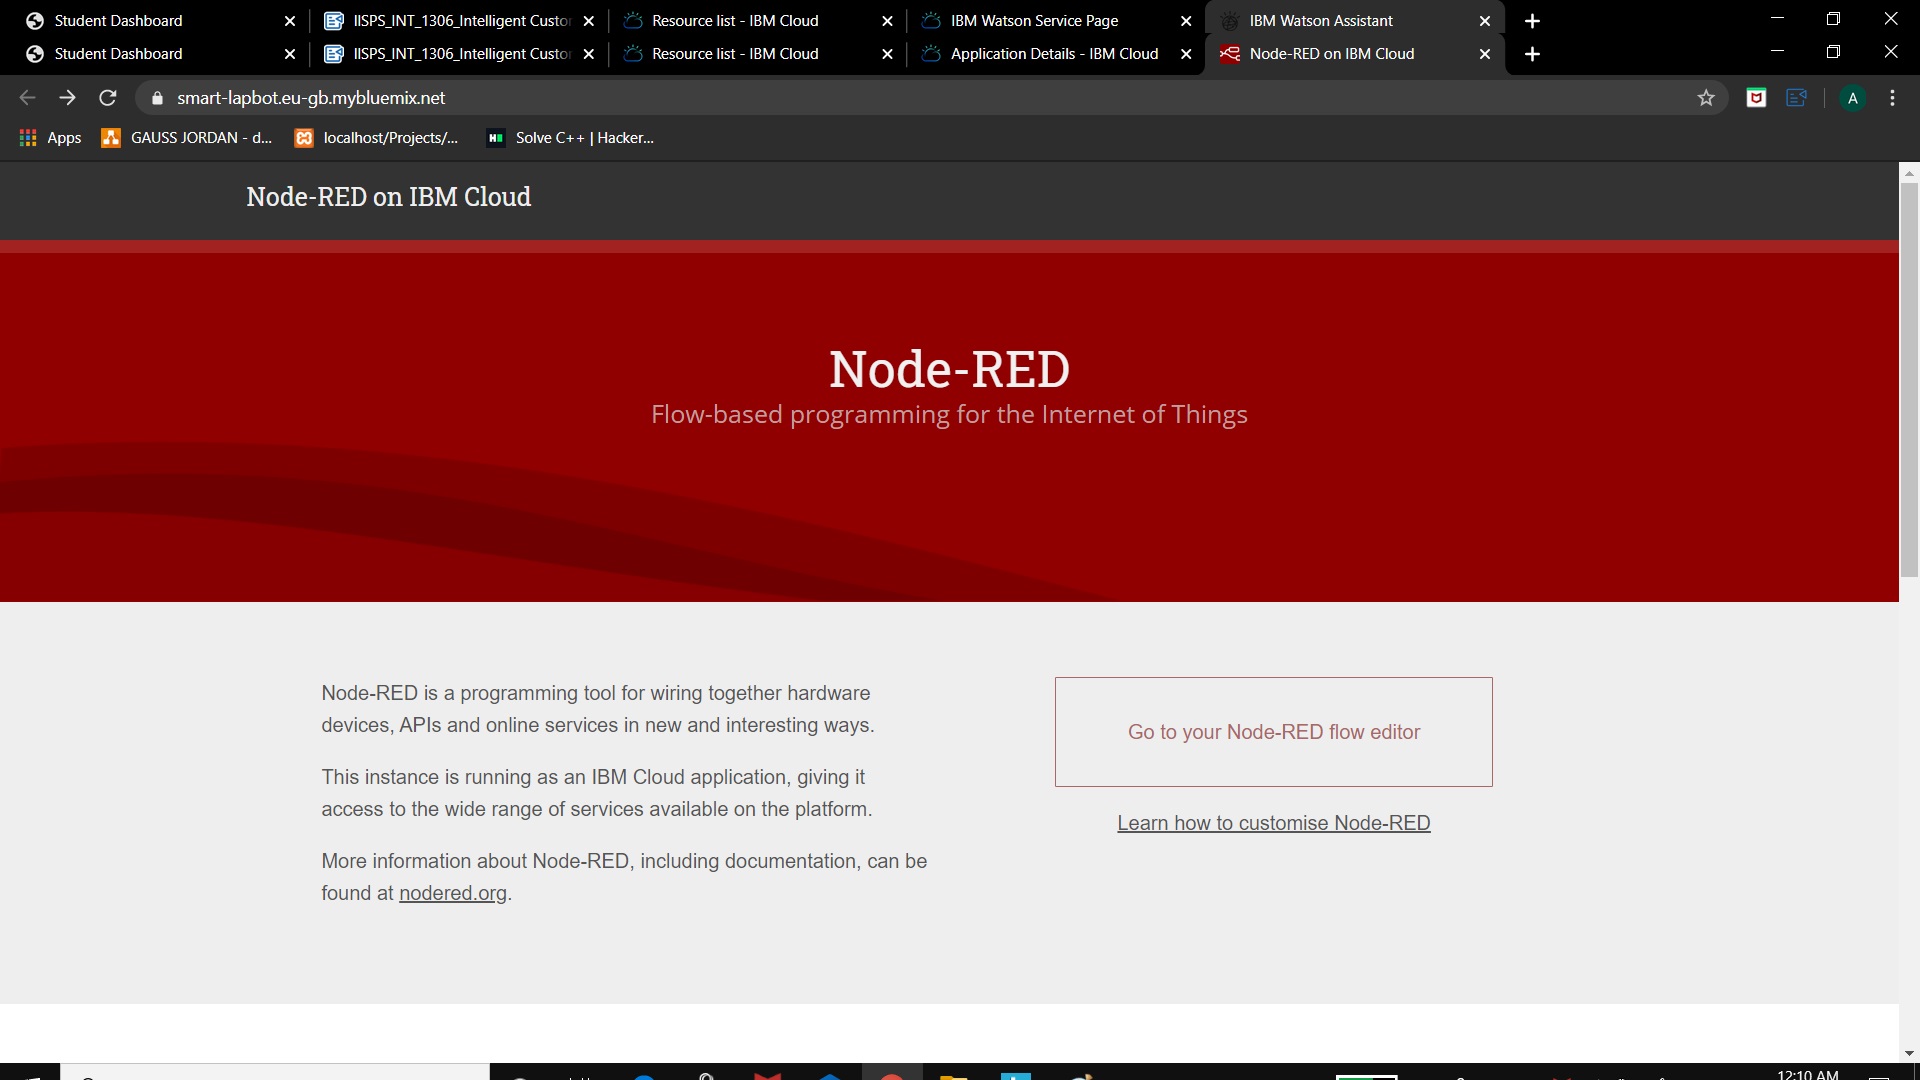 Student Dashboard
IISPS_INT_1306_Intelligent Custo
Resource list - IBM Cloud
IBM Watson Service Page
IBM Watson Assistant
Student Dashboard
IISPS_INT_1306_Intelligent Custo
Resource list - IBM Cloud
Application Details - IBM Cloud
Node-RED on IBM Cloud
smart-lapbot.eu-gb.mybluemix.net
A
Apps
GAUSS JORDAN - d...
localhost/Projects/...
Solve C++ | Hacker...
Node-RED on IBM Cloud
Node-RED
Flow-based programming for the Internet of Things
Node-RED is a programming tool for wiring together hardware
devices, APIs and online services in new and interesting ways.
This instance is running as an IBM Cloud application, giving it
access to the wide range of services available on the platform.
More information about Node-RED, including documentation, can be
found at nodered.org.
Go to your Node-RED flow editor
Learn how to customise Node-RED
12:10 AM